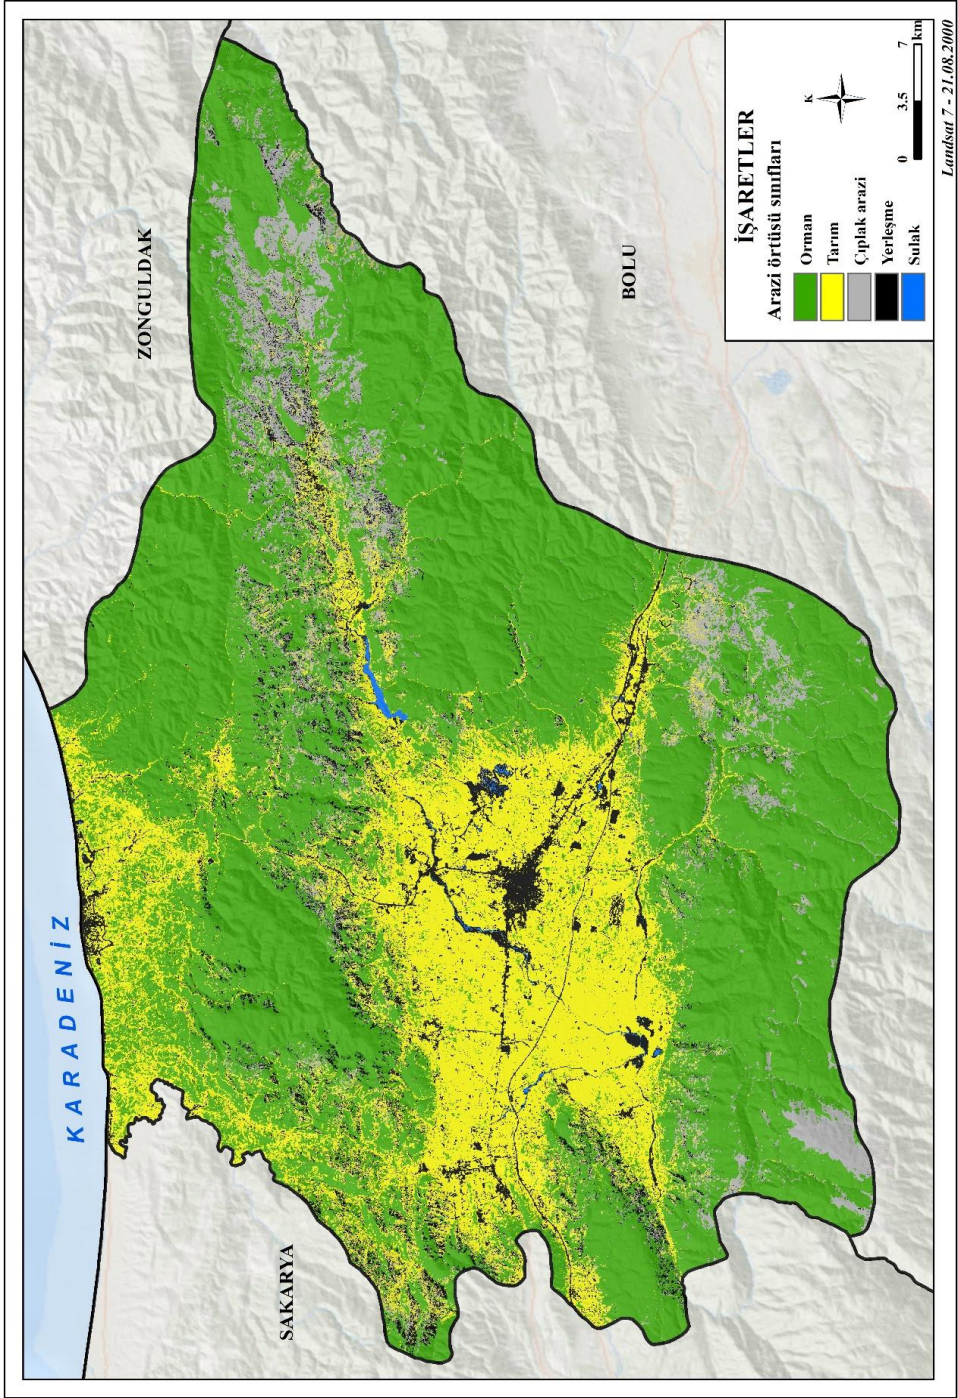 KARADENİZ
ZONGULDAK
SAKARYA
BOLU
İŞARETLER
Arazi örtüsü sınıfları
Orman
Tarım
Çıplak arazi
Yerleşme
Sulak
K
0 3.5 7 km
Landsat 7 - 21.08.2000